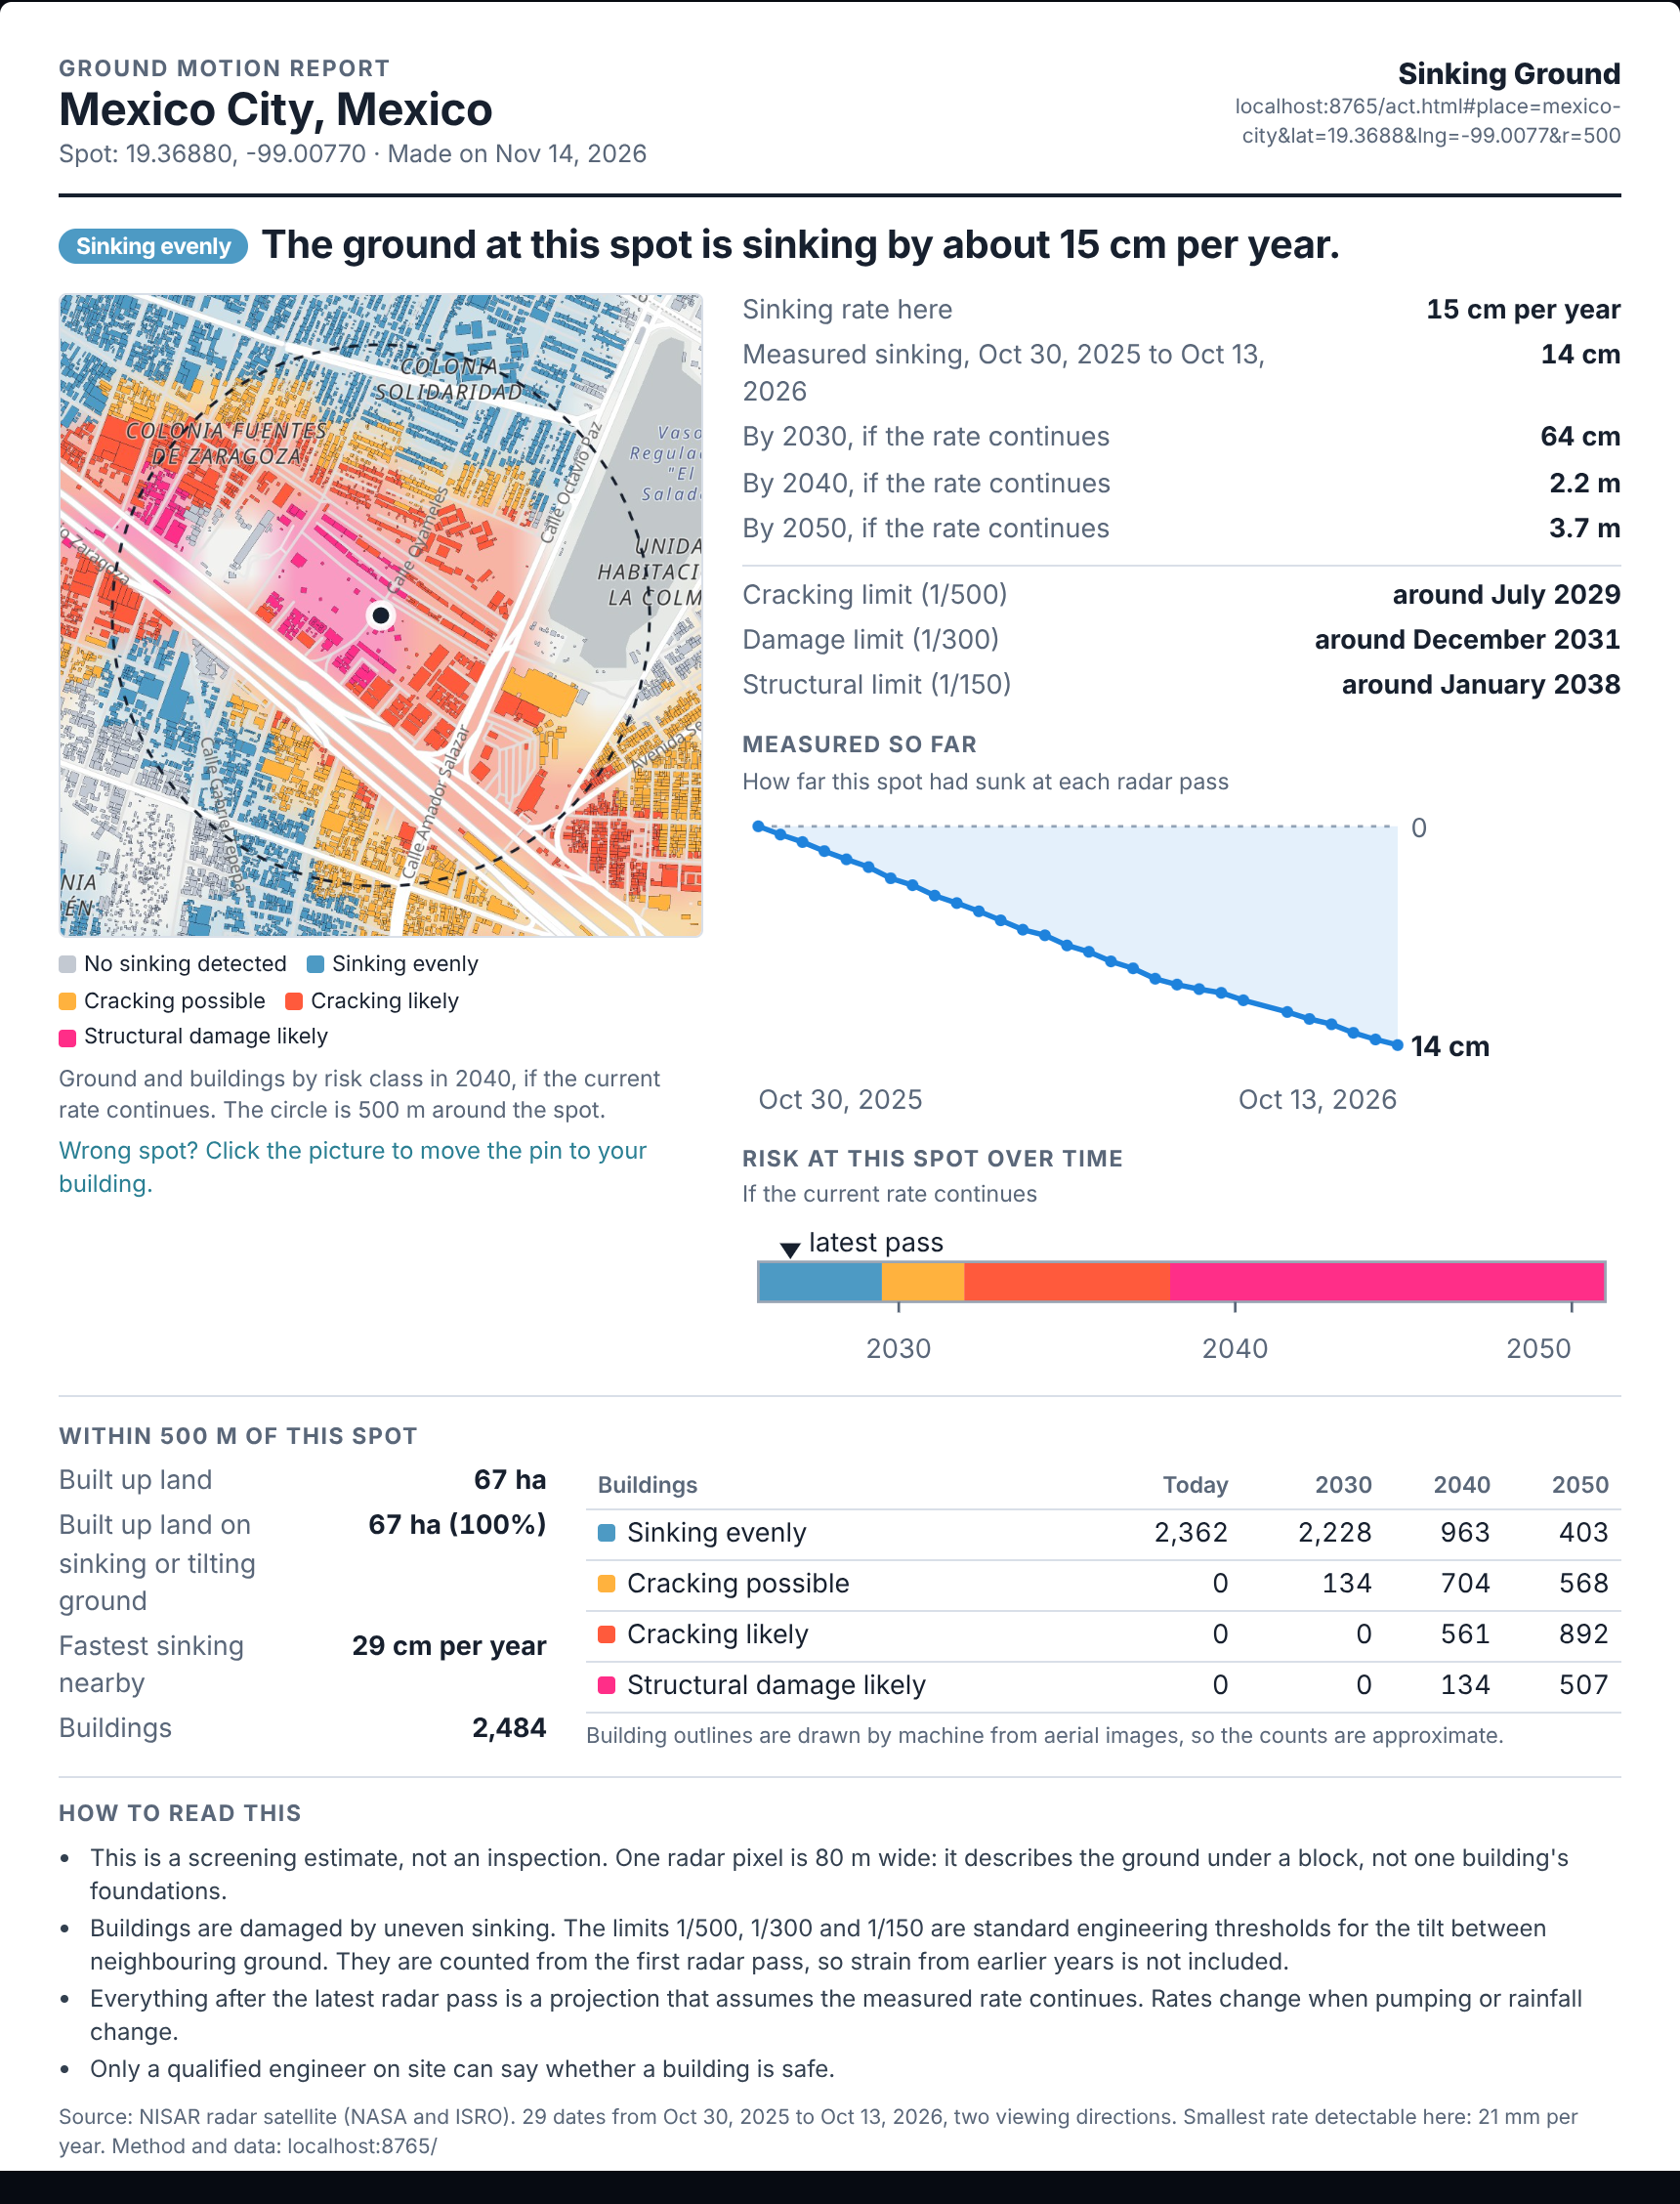 GROUND MOTION REPORT
Mexico City, Mexico
Spot: 19.36880, -99.00770 · Made on Nov 14, 2026
Sinking Ground
localhost:8765/act.html#place=mexico-
city&lat=19.3688&lng=-99.0077&r=500
Sinking evenly The ground at this spot is sinking by about 15 cm per year.
COLONIA
SOLIDARIDAD
COLONIA FUENTES
DE ZARAGOZA
Vaso
Regula
"El
Salad
Calle Octavio Paz
Calle Oyameles
o Zaragoza
UNIDA
HABITACI
LA COLM
Avenida Se
Calle Amador Salazar
NIA
ÉN
No sinking detected Sinking evenly
Cracking possible Cracking likely
Structural damage likely
Ground and buildings by risk class in 2040, if the current
rate continues. The circle is 500 m around the spot.
Wrong spot? Click the picture to move the pin to your
building.
Sinking rate here 15 cm per year
Measured sinking, Oct 30, 2025 to Oct 13, 14 cm
2026
By 2030, if the rate continues 64 cm
By 2040, if the rate continues 2.2 m
By 2050, if the rate continues 3.7 m
Cracking limit (1/500) around July 2029
Damage limit (1/300) around December 2031
Structural limit (1/150) around January 2038
MEASURED SO FAR
How far this spot had sunk at each radar pass
0
14 cm
Oct 30, 2025 Oct 13, 2026
RISK AT THIS SPOT OVER TIME
If the current rate continues
latest pass
2030 2040 2050
WITHIN 500 M OF THIS SPOT
Built up land 67 ha
Built up land on 67 ha (100%)
sinking or tilting
ground
Fastest sinking 29 cm per year
nearby
Buildings 2,484
Buildings Today 2030 2040 2050
Sinking evenly 2,362 2,228 963 403
Cracking possible 0 134 704 568
Cracking likely 0 0 561 892
Structural damage likely 0 0 134 507
Building outlines are drawn by machine from aerial images, so the counts are approximate.
HOW TO READ THIS
• This is a screening estimate, not an inspection. One radar pixel is 80 m wide: it describes the ground under a block, not one building's
foundations.
• Buildings are damaged by uneven sinking. The limits 1/500, 1/300 and 1/150 are standard engineering thresholds for the tilt between
neighbouring ground. They are counted from the first radar pass, so strain from earlier years is not included.
• Everything after the latest radar pass is a projection that assumes the measured rate continues. Rates change when pumping or rainfall
change.
• Only a qualified engineer on site can say whether a building is safe.
Source: NISAR radar satellite (NASA and ISRO). 29 dates from Oct 30, 2025 to Oct 13, 2026, two viewing directions. Smallest rate detectable here: 21 mm per
year. Method and data: localhost:8765/